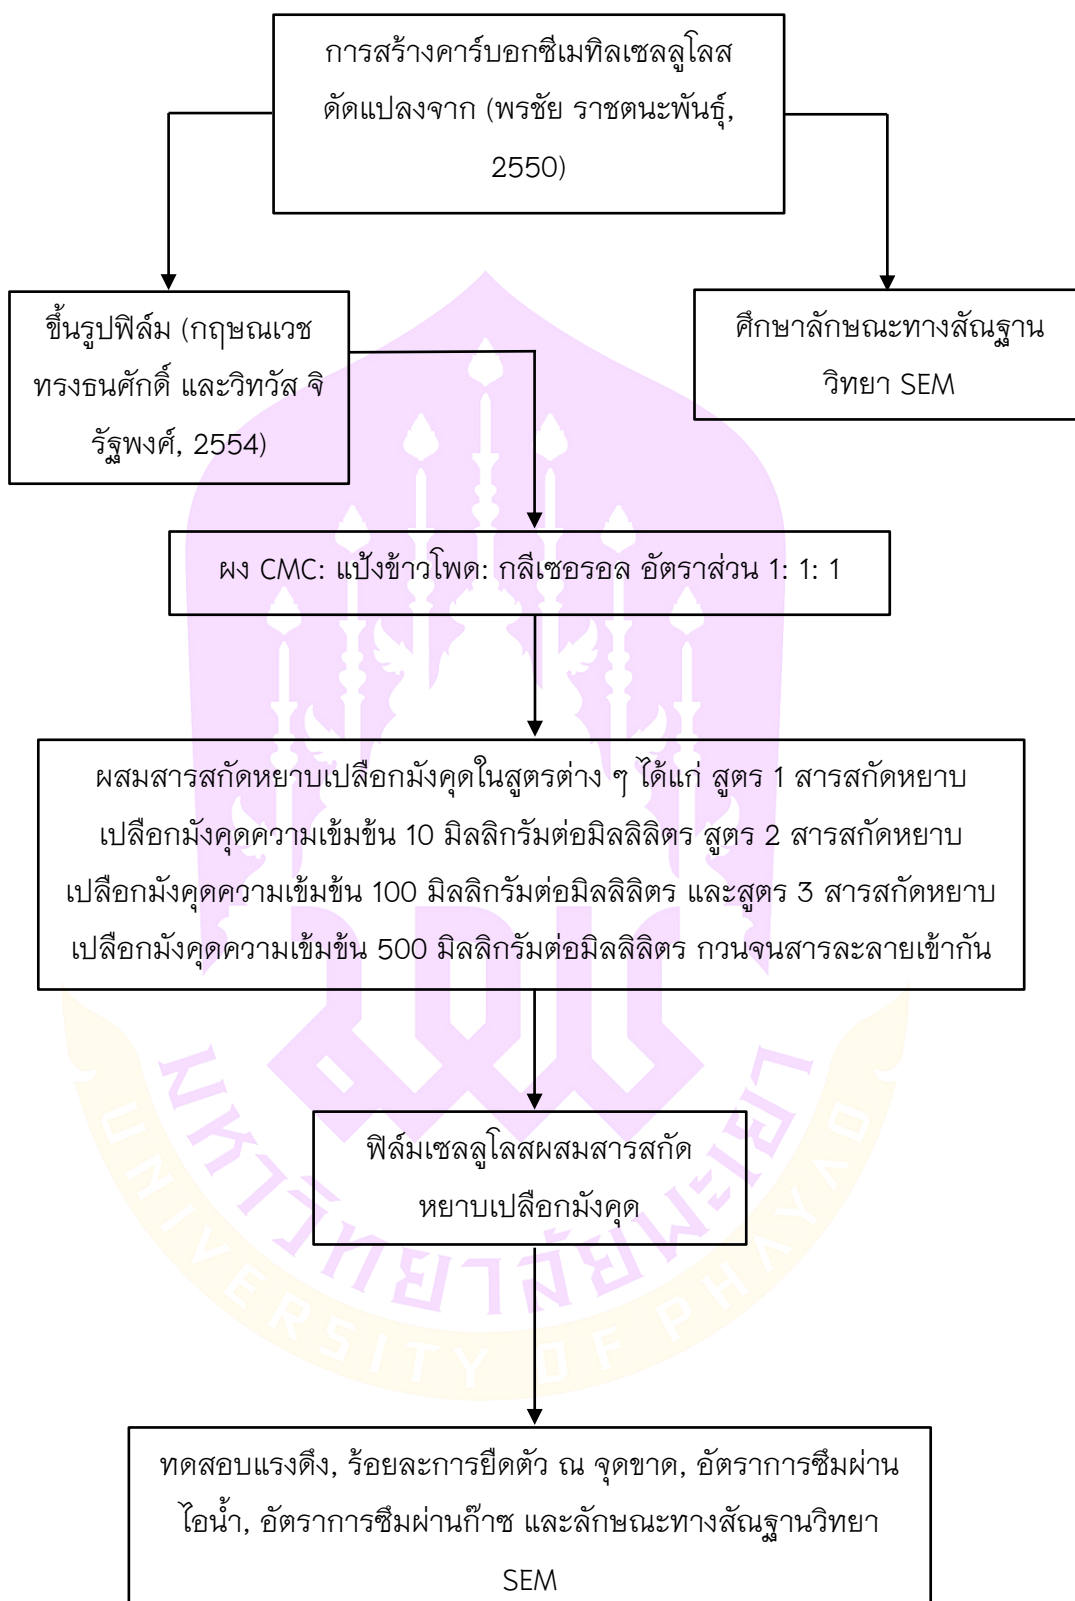 การสร้างคาร์บอกซีเมทิลเซลลูโลส
ดัดแปลงจาก (พรชัย ราชตนะพันธุ์,
2550)
ขึ้นรูปฟิล์ม (กฤษณเวช
ทรงธนศักดิ์ และวิทวัส จิ
รัฐพงศ์, 2554)
ศึกษาลักษณะทางสัณฐาน
วิทยา SEM
ผง CMC: แป้งข้าวโพด: กลีเซอรอล อัตราส่วน 1: 1: 1
ผสมสารสกัดหยาบเปลือกมังคุดในสูตรต่าง ๆ ได้แก่ สูตร 1 สารสกัดหยาบ
เปลือกมังคุดความเข้มข้น 10 มิลลิกรัมต่อมิลลิลิตร สูตร 2 สารสกัดหยาบ
เปลือกมังคุดความเข้มข้น 100 มิลลิกรัมต่อมิลลิลิตร และสูตร 3 สารสกัดหยาบ
เปลือกมังคุดความเข้มข้น 500 มิลลิกรัมต่อมิลลิลิตร กวนจนสารละลายเข้ากัน
ฟิล์มเซลลูโลสผสมสารสกัด
หยาบเปลือกมังคุด
มหาวิทยาลัยพะเยา
UNIVERSITY OF PHAYAO
ทดสอบแรงดึง, ร้อยละการยืดตัว ณ จุดขาด, อัตราการซึมผ่าน
ไอน้ำ, อัตราการซึมผ่านก๊าซ และลักษณะทางสัณฐานวิทยา
SEM